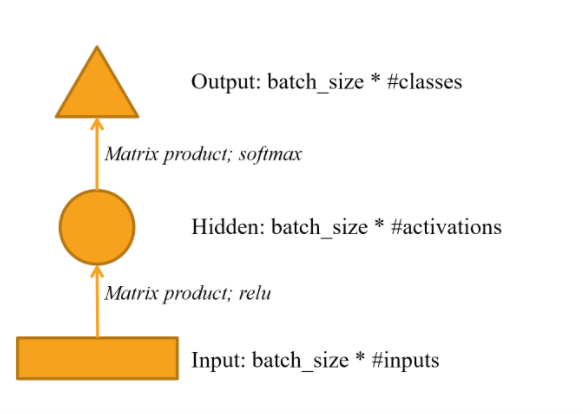 Output: batch_size * #classes
Matrix product; softmax
Hidden: batch_size * #activations
Matrix product; relu
Input: batch_size * #inputs